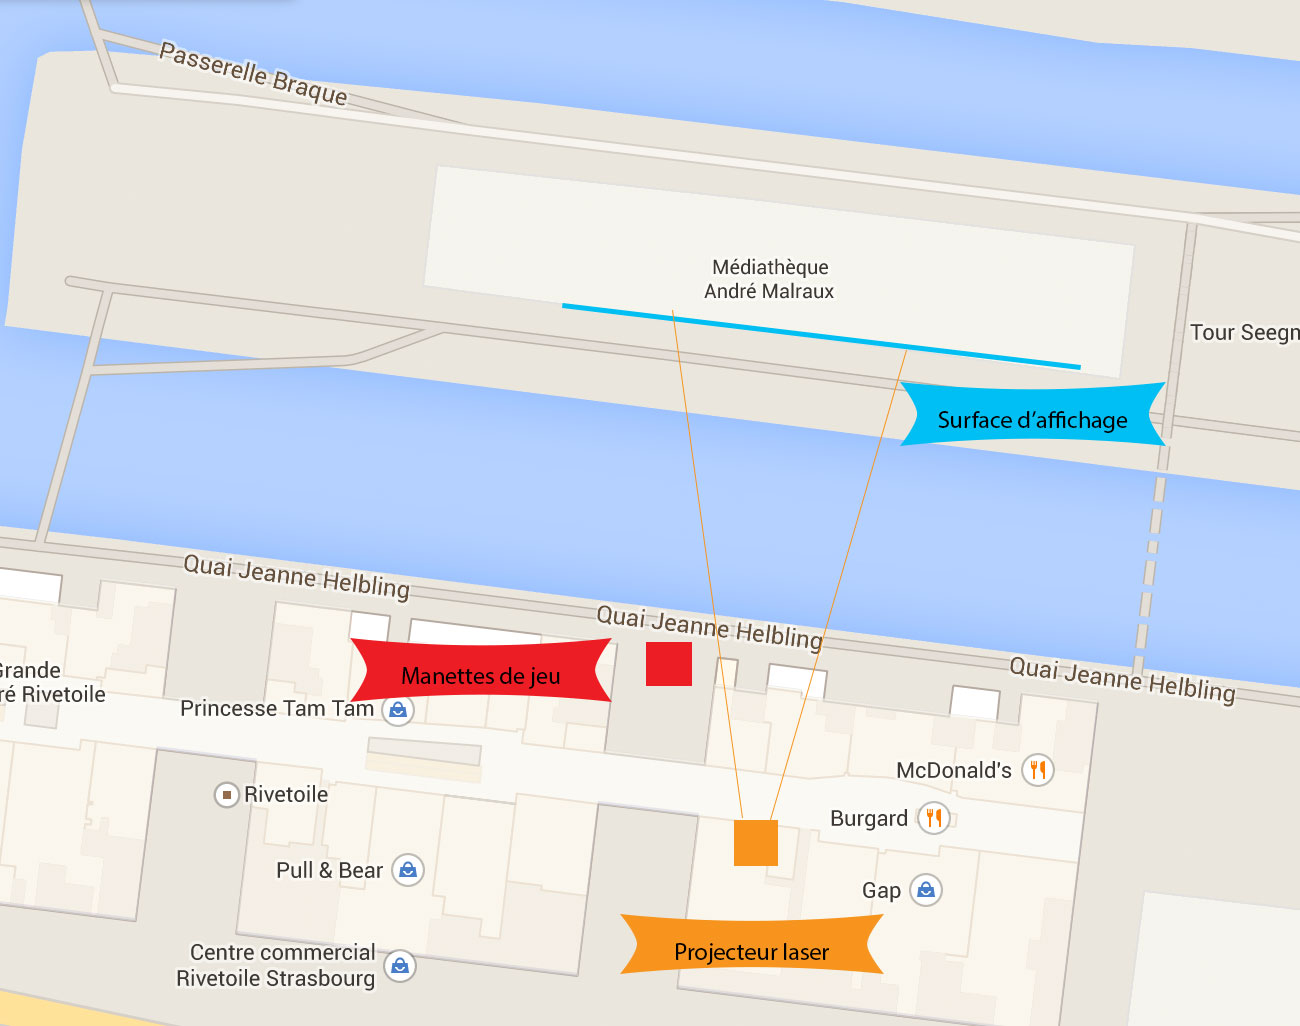 Passerelle Braque
Médiathèque
André Malraux
Tour Seegn
Surface d'affichage
Quai Jeanne Helbling
Quai Jeanne Helbling
Quai Jeanne Helbling
Grande
ré Rivetoile
Manettes de jeu
Princesse Tam Tam
McDonald's
Rivetoile
Burgard
Pull & Bear
Gap
Projecteur laser
Centre commercial
Rivetoile Strasbourg